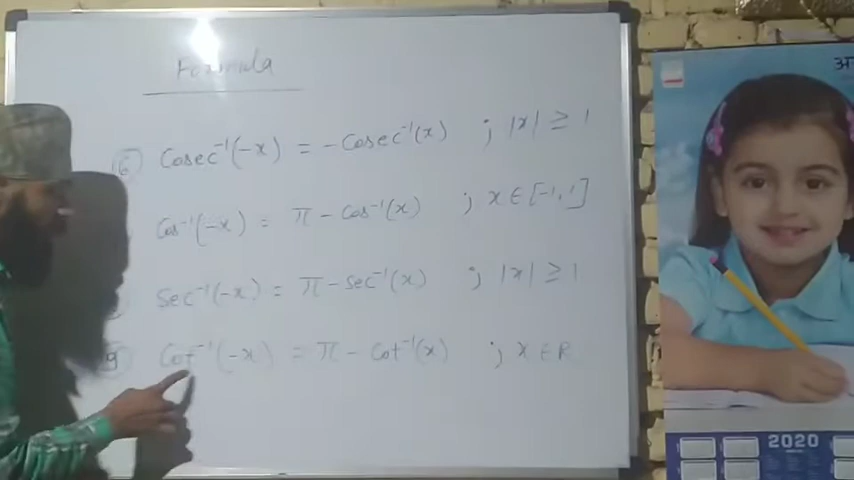 Formula
6 Cosec⁻¹(-x) = -Cosec⁻¹(x) ; |x| ≥ 1
Cos⁻¹(-x) = π - Cos⁻¹(x) ; x ∈ [-1, 1]
Sec⁻¹(-x) = π - Sec⁻¹(x) ; |x| ≥ 1
9 Cot⁻¹(-x) = π - Cot⁻¹(x) ; x ∈ R
2020